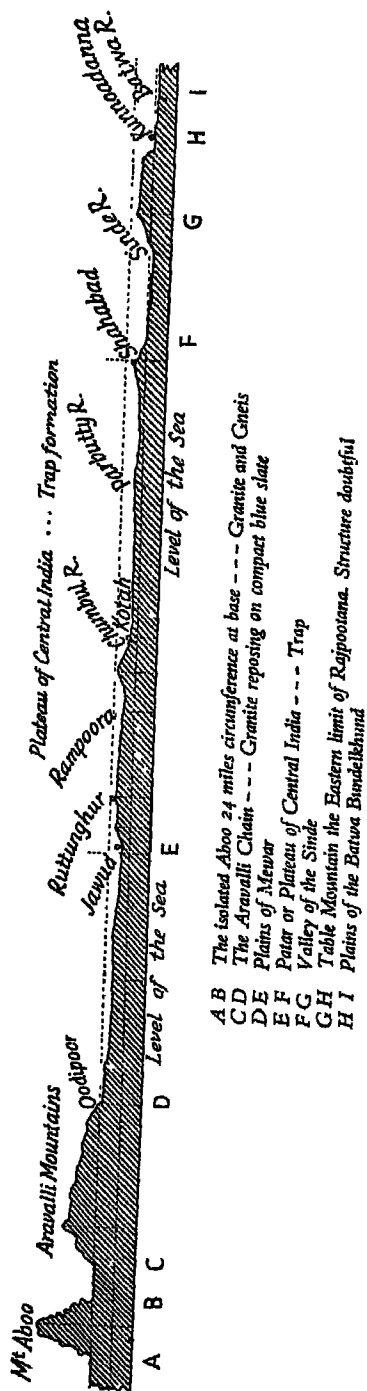 Mt Aboo
Aravalli Mountains
Oodipoor
Jawud
Ruttunghur
Rampoora
Plateau of Central India ... Trap formation
Chumbul R.
Kotah
Parbutty R.
Shahabad
Sinde R.
Kunnoadanna
Batwa R.
Level of the Sea
Level of the Sea
A B C D E F G H I
A B The isolated Aboo 24 miles circumference at base --- Granite and Gneis
C D The Aravalli Chain --- Granite reposing on compact blue slate
D E Plains of Mewar
E F Patar or Plateau of Central India --- Trap
F G Valley of the Sinde
G H Table Mountain the Eastern limit of Rajpootana. Structure doubtful
H I Plains of the Batwa Bundelkhund